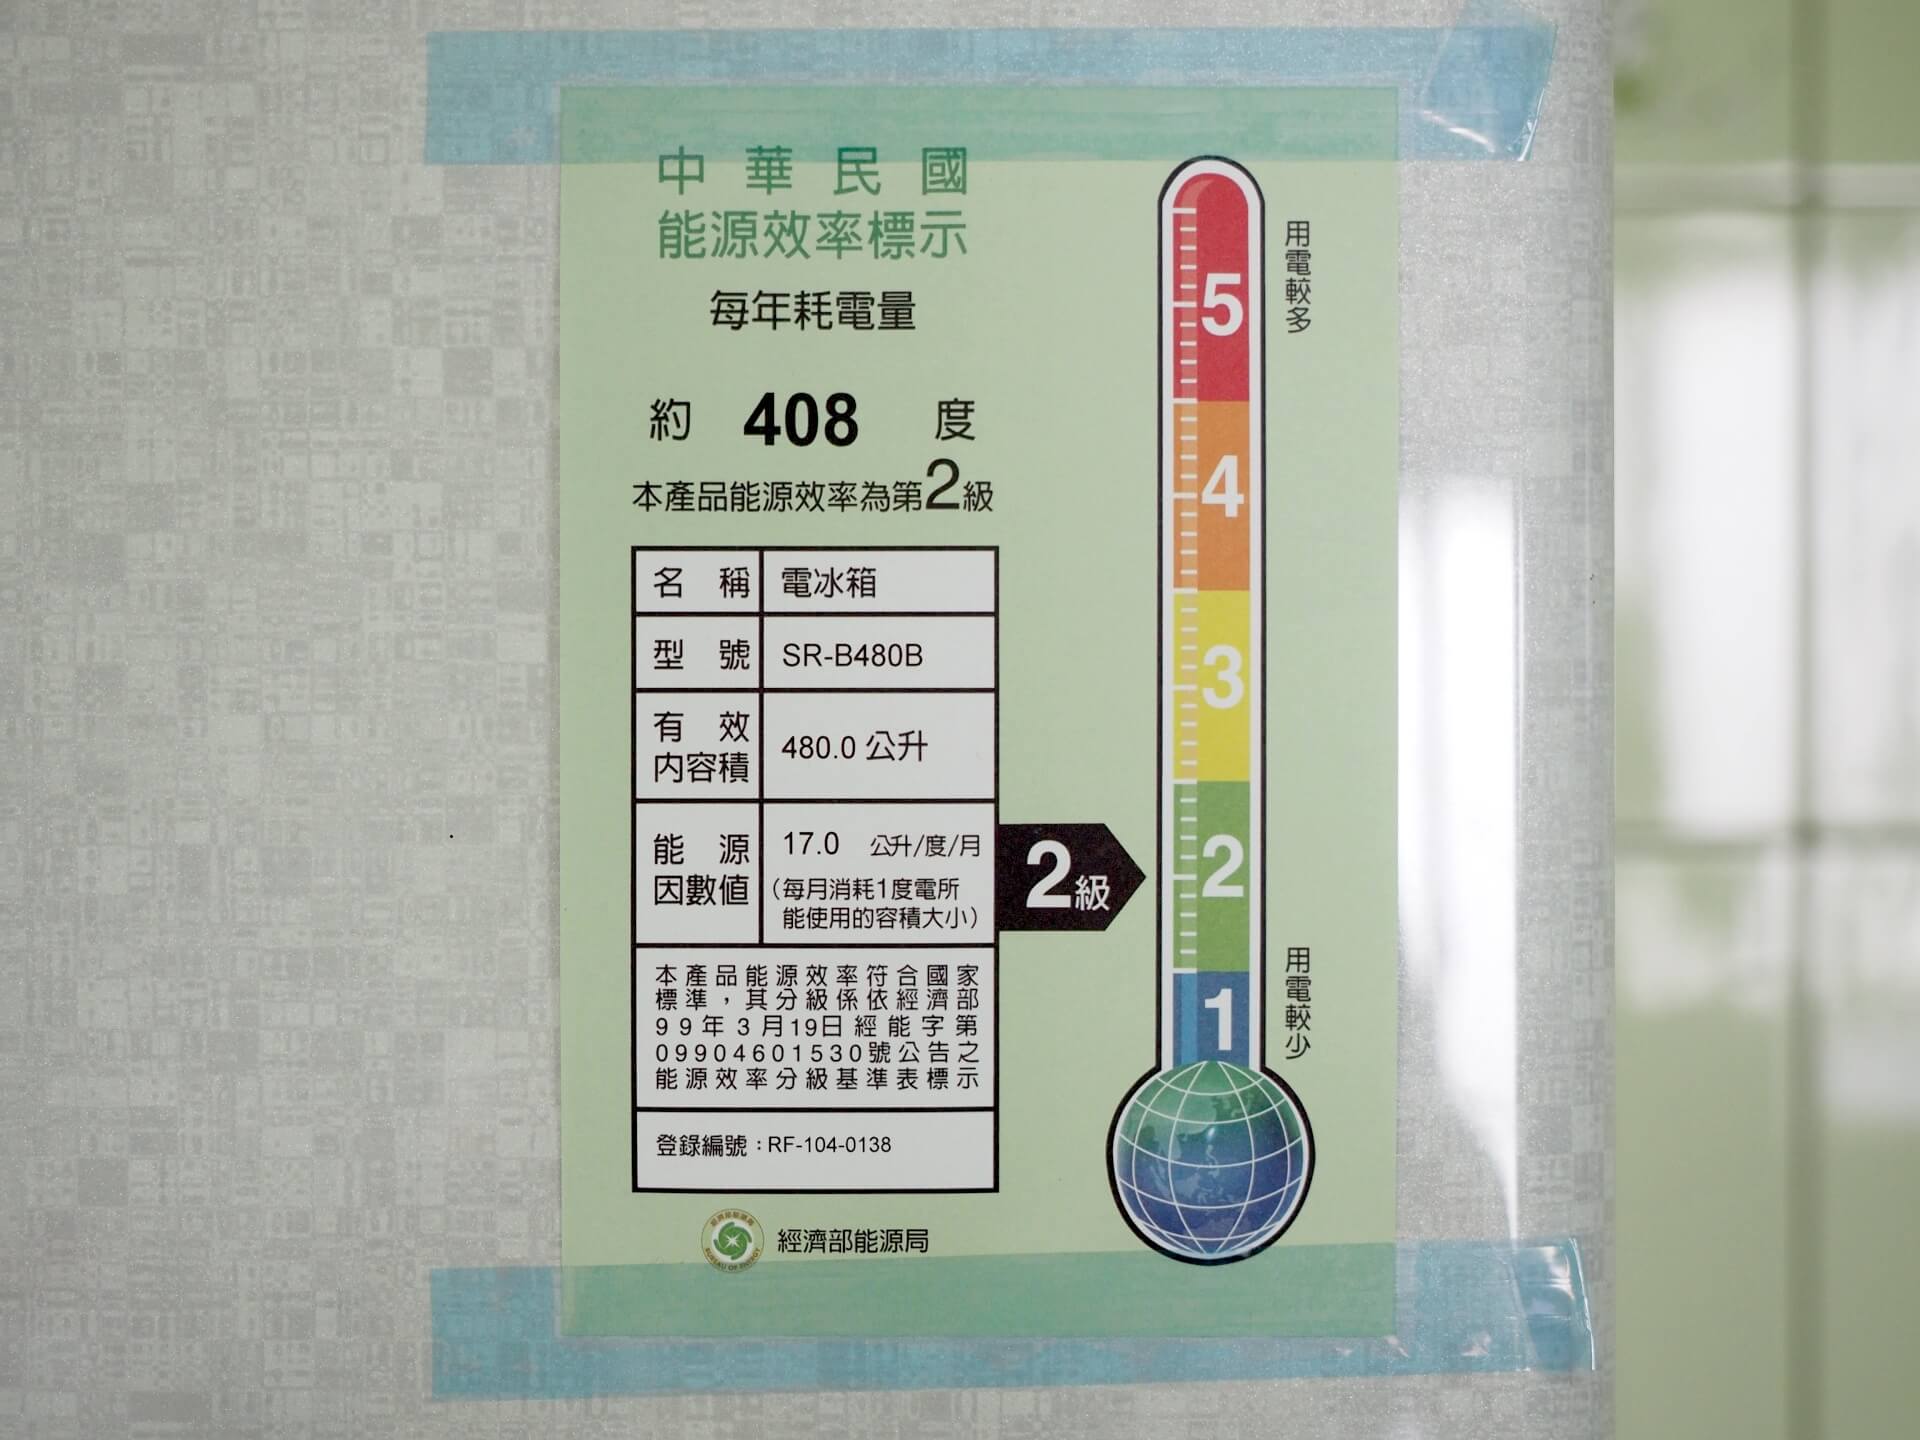 中華民國
能源效率標示
每年耗電量
約 408 度
本產品能源效率為第2級
名稱 電冰箱
型號 SR-B480B
有效
內容積
480.0 公升
能源
因數值
17.0 公升/度/月
(每月消耗1度電所
能使用的容積大小)
2級
本產品能源效率符合國家
標準，其分級係依經濟部
99年3月19日經能字第
09904601530號公告之
能源效率分級基準表標示
登錄編號：RF-104-0138
經濟部能源局
BUREAU OF ENERGY
5
4
3
2
1
用電較多
用電較少